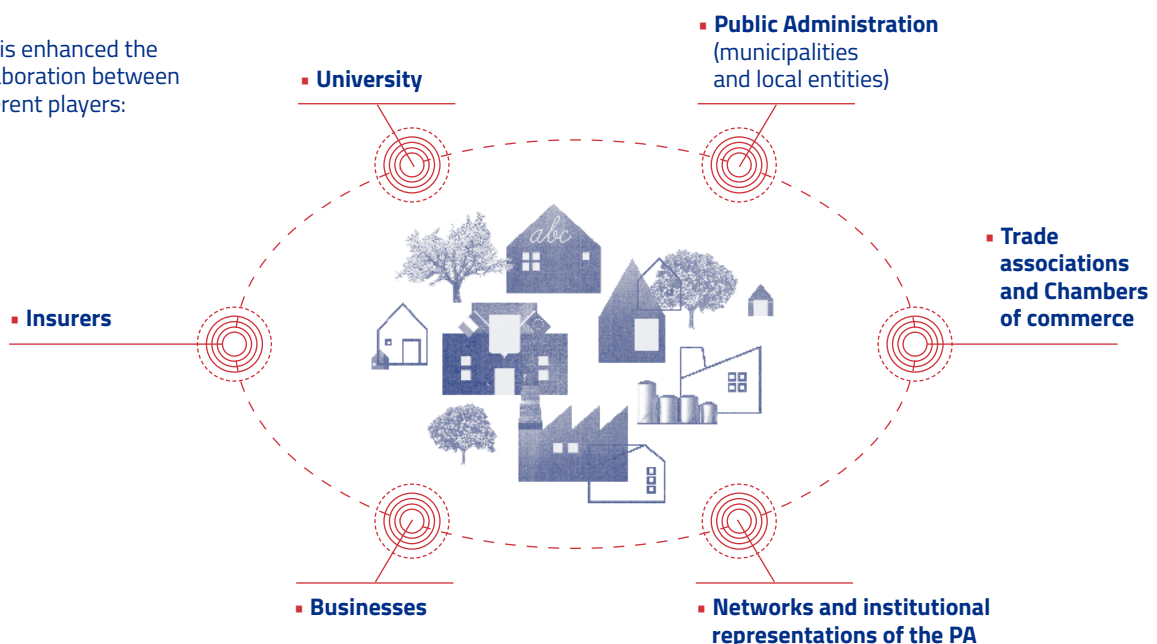 is enhanced the
aboration between
erent players:
▪ University
▪ Public Administration
(municipalities
and local entities)
▪ Trade
associations
and Chambers
of commerce
▪ Insurers
abc
▪ Businesses
▪ Networks and institutional
representations of the PA